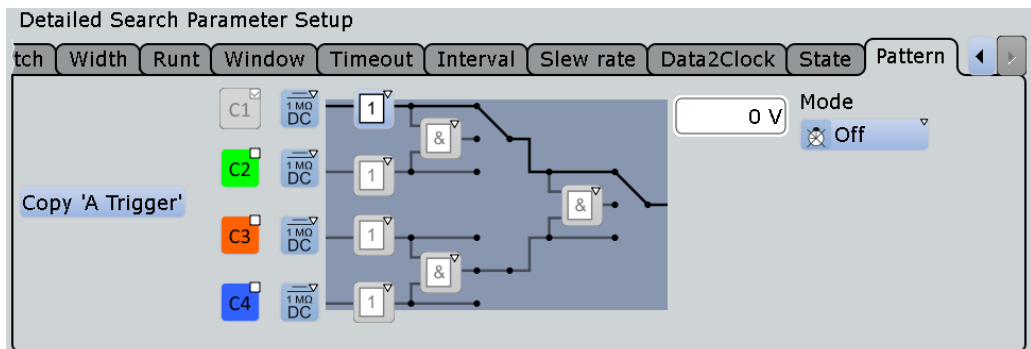 Detailed Search Parameter Setup
tch Width Runt Window Timeout Interval Slew rate Data2Clock State Pattern
C1 1 MΩ DC 1 0 V Mode
& Off
C2 1 MΩ DC 1
Copy 'A Trigger' &
C3 1 MΩ DC 1
&
C4 1 MΩ DC 1